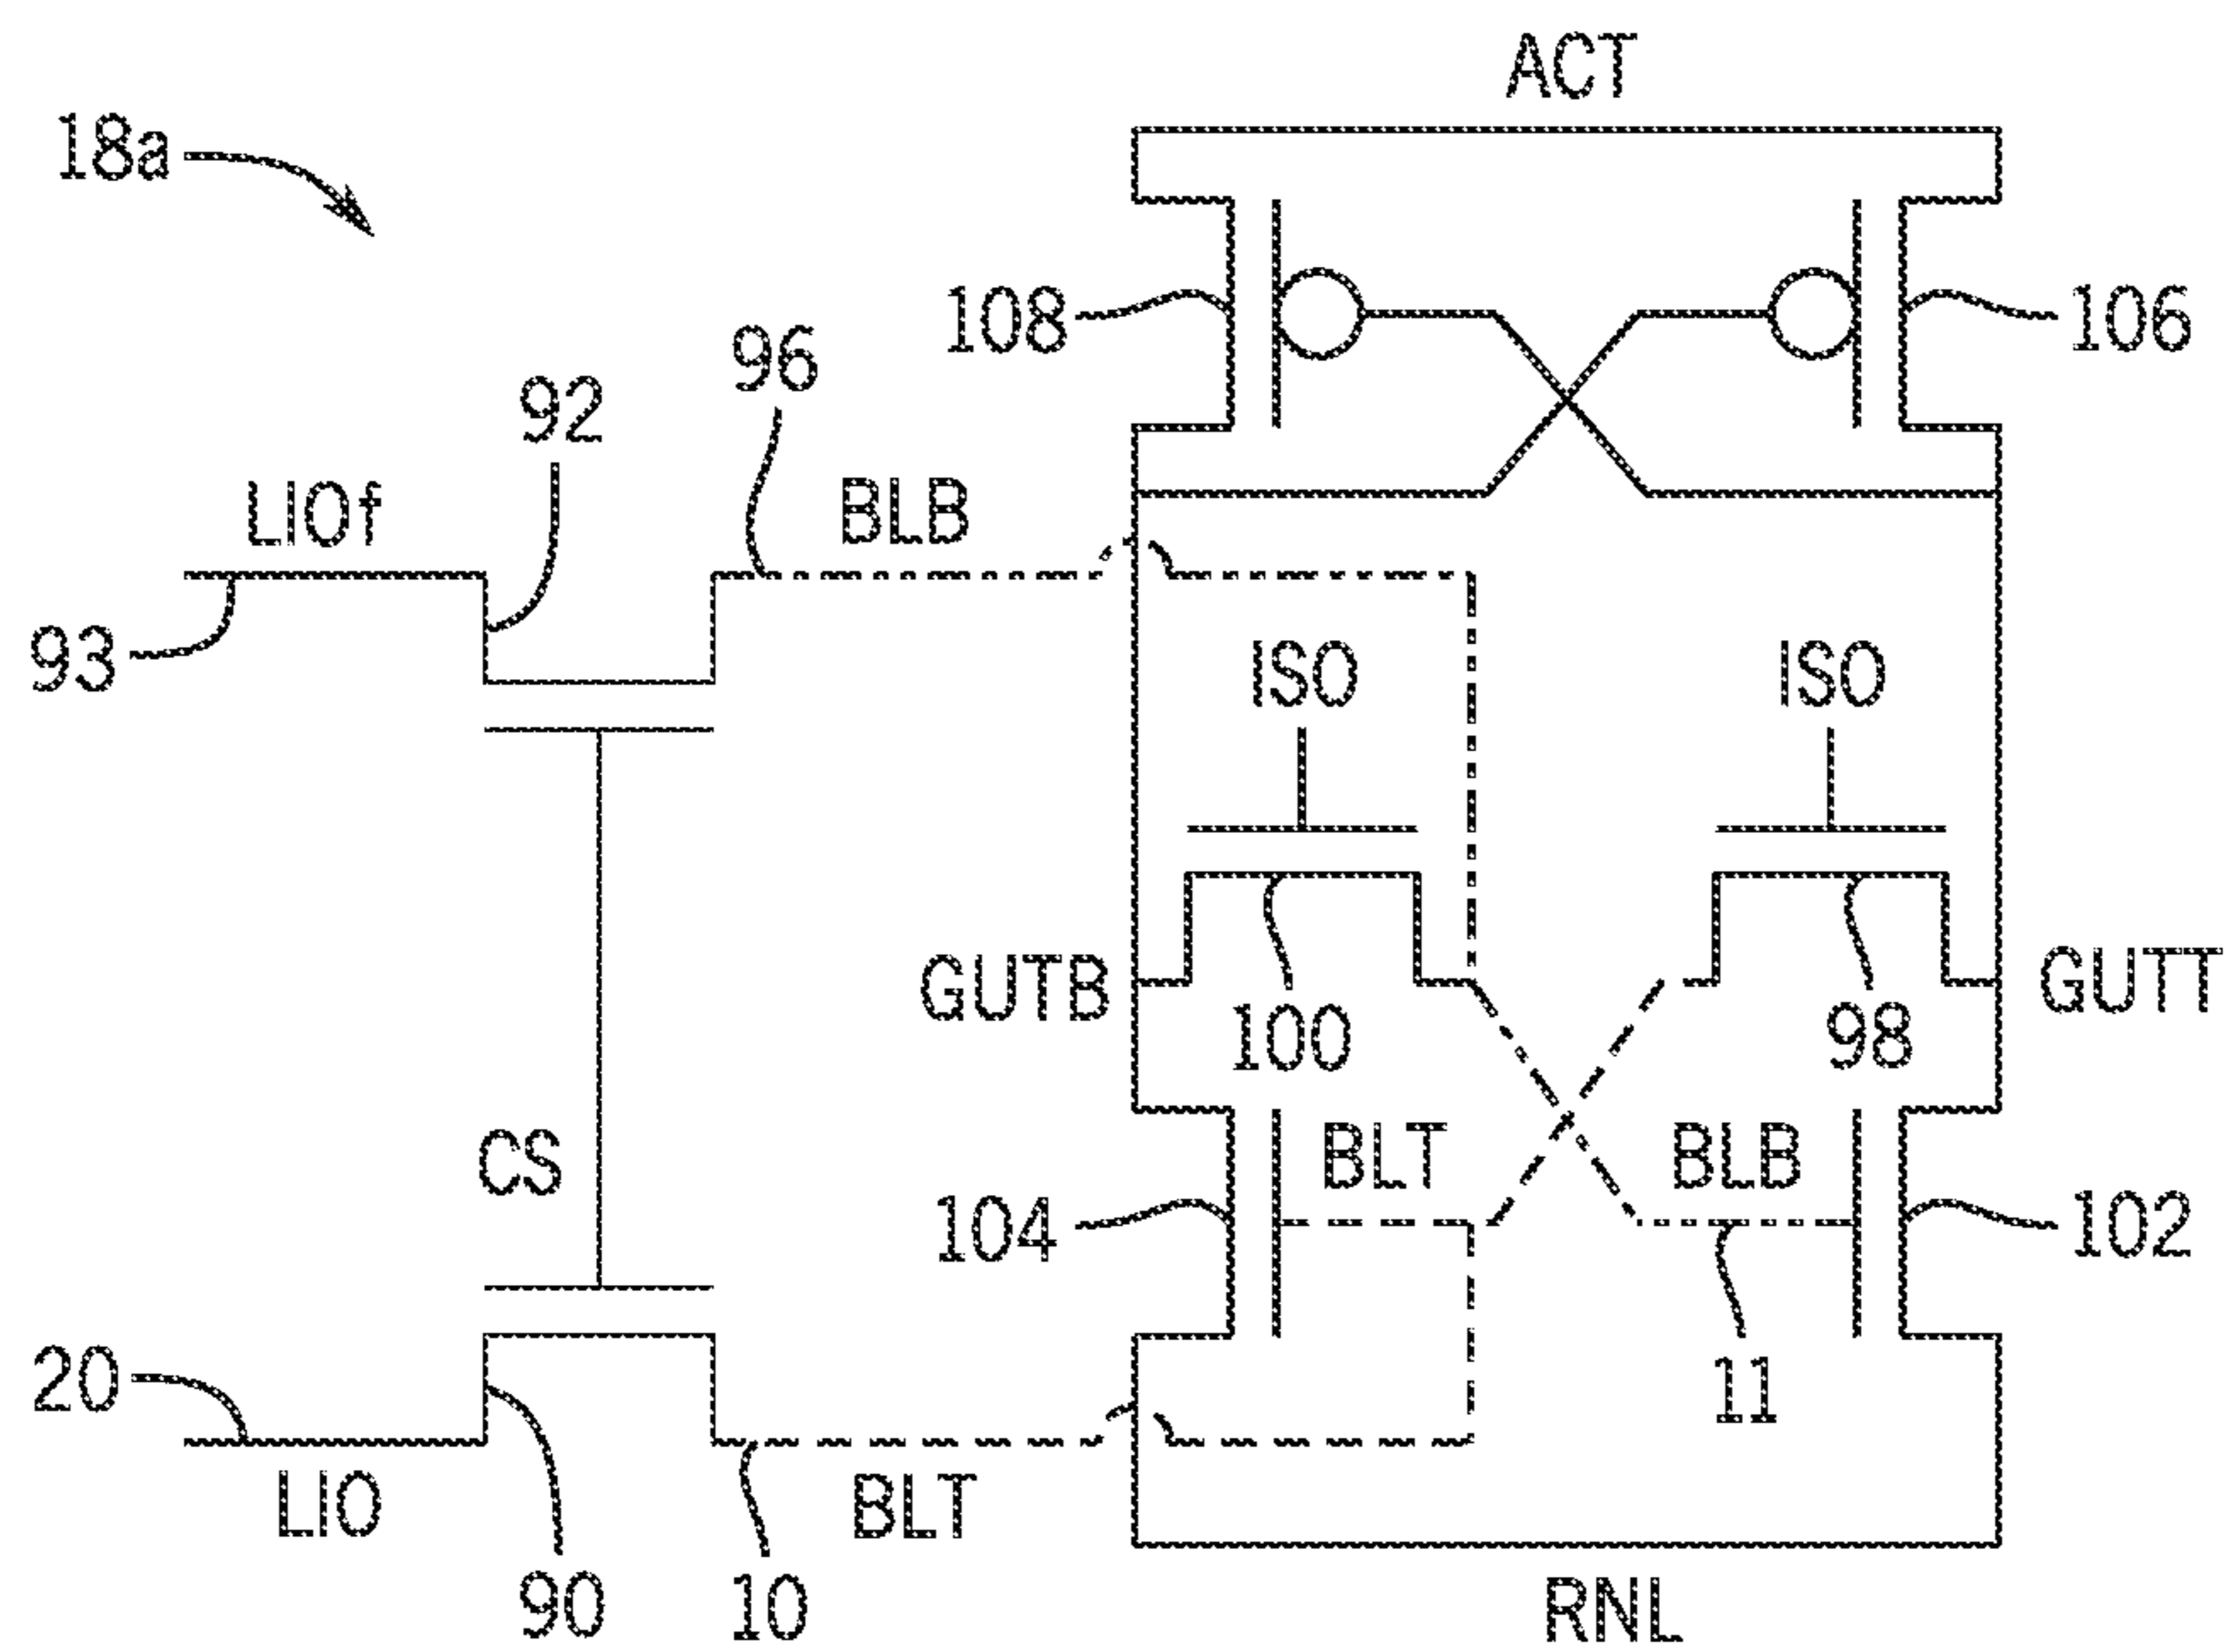 ACT
18a
108
106
96
92
LIOf
BLB
93
ISO
ISO
GUTB
100
98
GUTT
CS
BLT
BLB
104
102
20
11
LIO
BLT
90
10
RNL